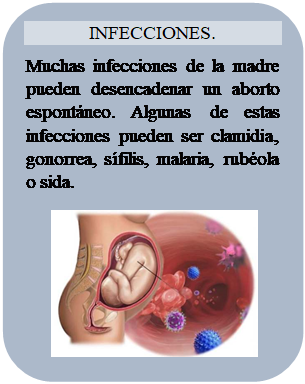 INFECCIONES.
Muchas infecciones de la madre
pueden desencadenar un aborto
espontáneo. Algunas de estas
infecciones pueden ser clamidia,
gonorrea, sífilis, malaria, rubéola
o sida.